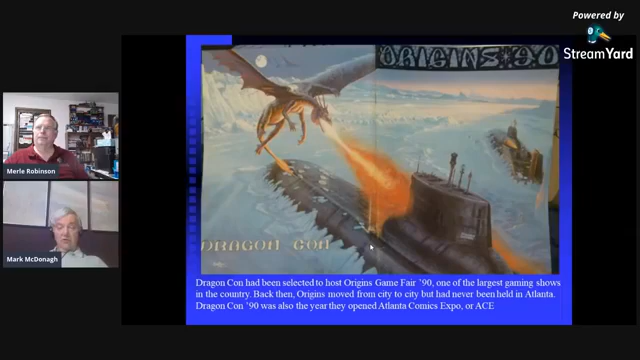 Powered by
StreamYard
ORIGINS 9.0
DRAGON CON
Merle Robinson
Mark McDonagh
Dragon Con had been selected to host Origins Game Fair '90, one of the largest gaming shows
in the country. Back then, Origins moved from city to city but had never been held in Atlanta.
Dragon Con '90 was also the year they opened Atlanta Comics Expo, or ACE